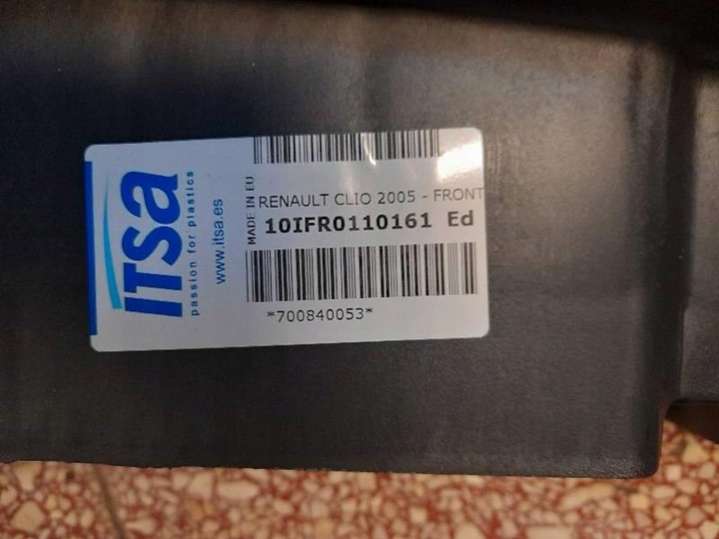 itsa
passion for plastics
www.itsa.es
MADE IN EU
RENAULT CLIO 2005 - FRONT
10IFR0110161 Ed
*700840053*